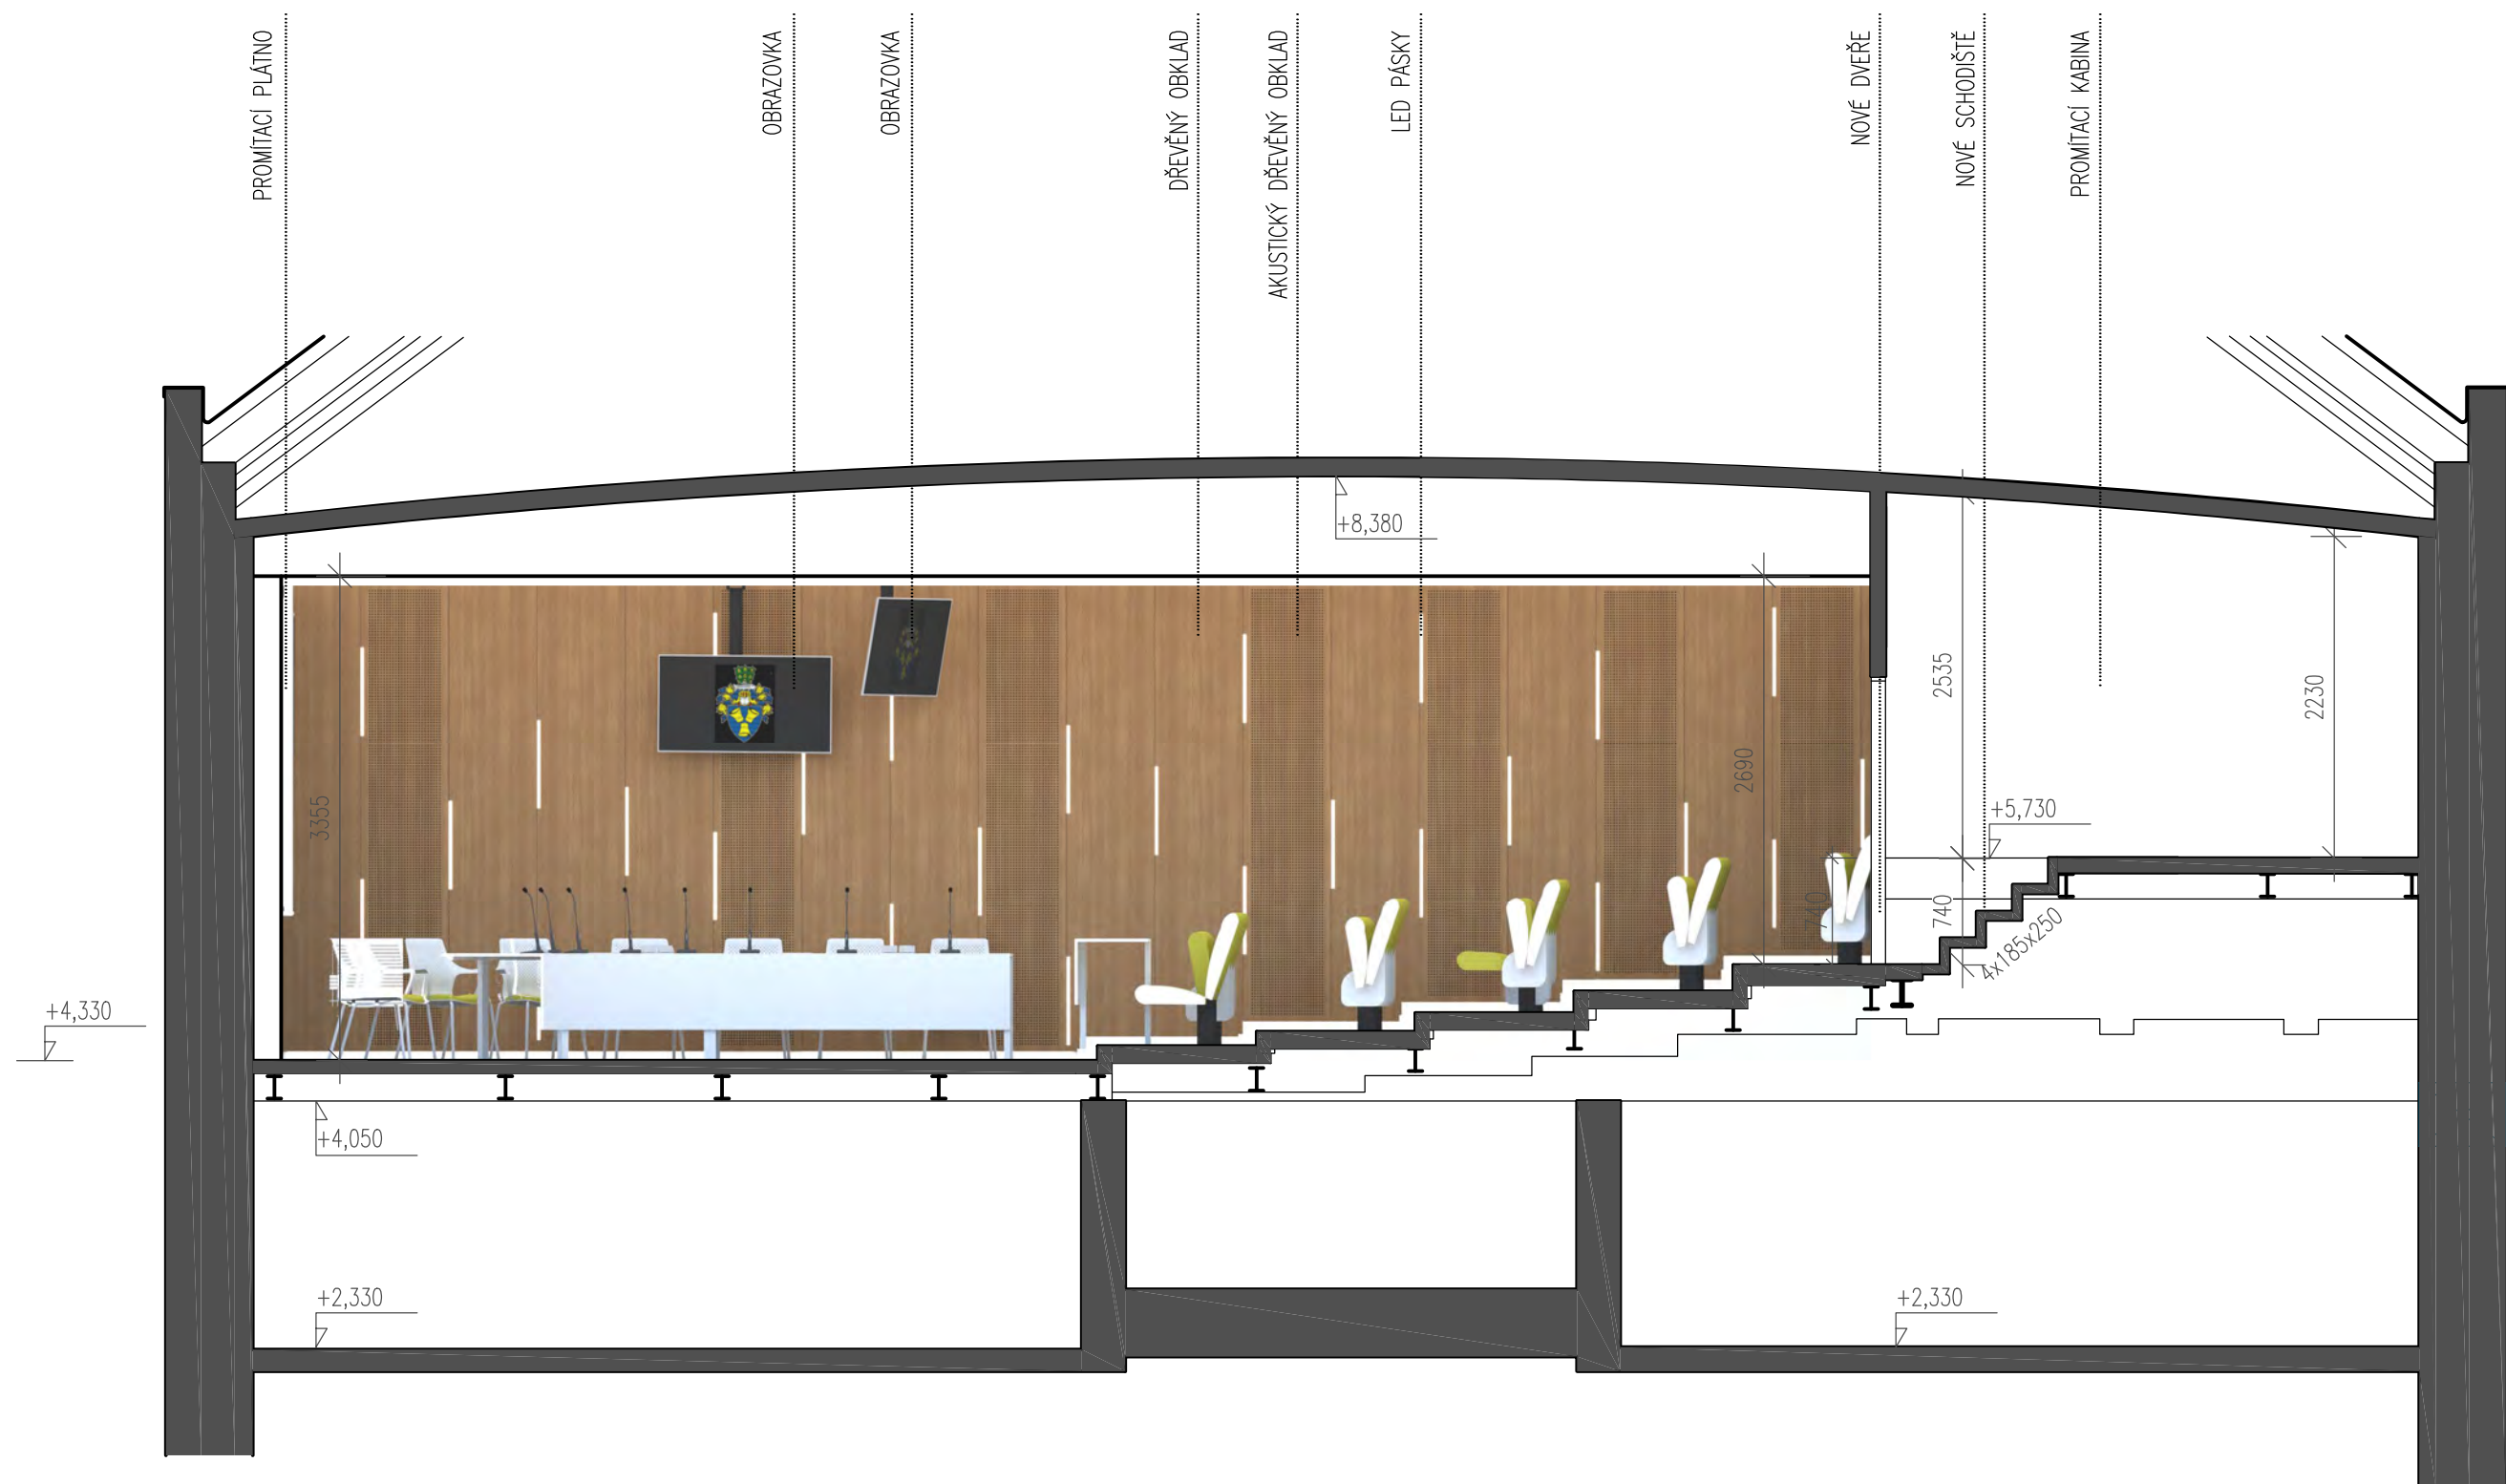 PROMÍTACÍ PLÁTNO
OBRAZOVKA
OBRAZOVKA
DŘEVĚNÝ OBKLAD
AKUSTICKÝ DŘEVĚNÝ OBKLAD
LED PÁSKY
NOVÉ DVEŘE
NOVÉ SCHODIŠTĚ
PROMÍTACÍ KABINA
+8,380
2535
2230
2690
3355
+5,730
740
740
4x185x250
+4,330
+4,050
+2,330
+2,330